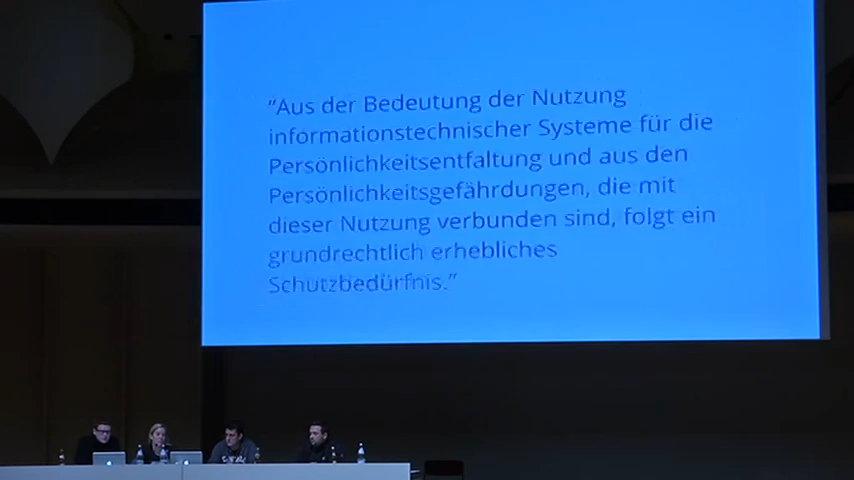 "Aus der Bedeutung der Nutzung
informationstechnischer Systeme für die
Persönlichkeitsentfaltung und aus den
Persönlichkeitsgefährdungen, die mit
dieser Nutzung verbunden sind, folgt ein
grundrechtlich erhebliches
Schutzbedürfnis."